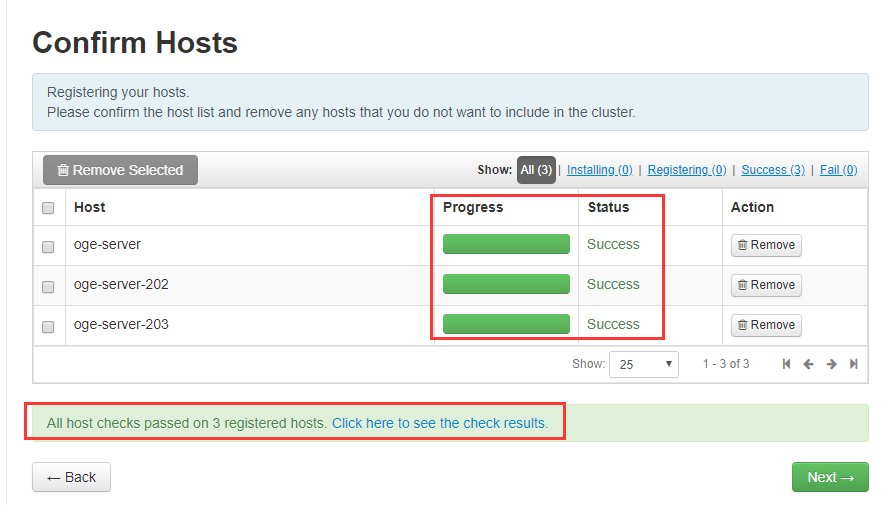 Confirm Hosts
Registering your hosts.
Please confirm the host list and remove any hosts that you do not want to include in the cluster.
Remove Selected
Show: All (3) | Installing (0) | Registering (0) | Success (3) | Fail (0)
Host Progress Status Action
oge-server Success Remove
oge-server-202 Success Remove
oge-server-203 Success Remove
Show: 25 1 - 3 of 3
All host checks passed on 3 registered hosts. Click here to see the check results.
← Back Next →